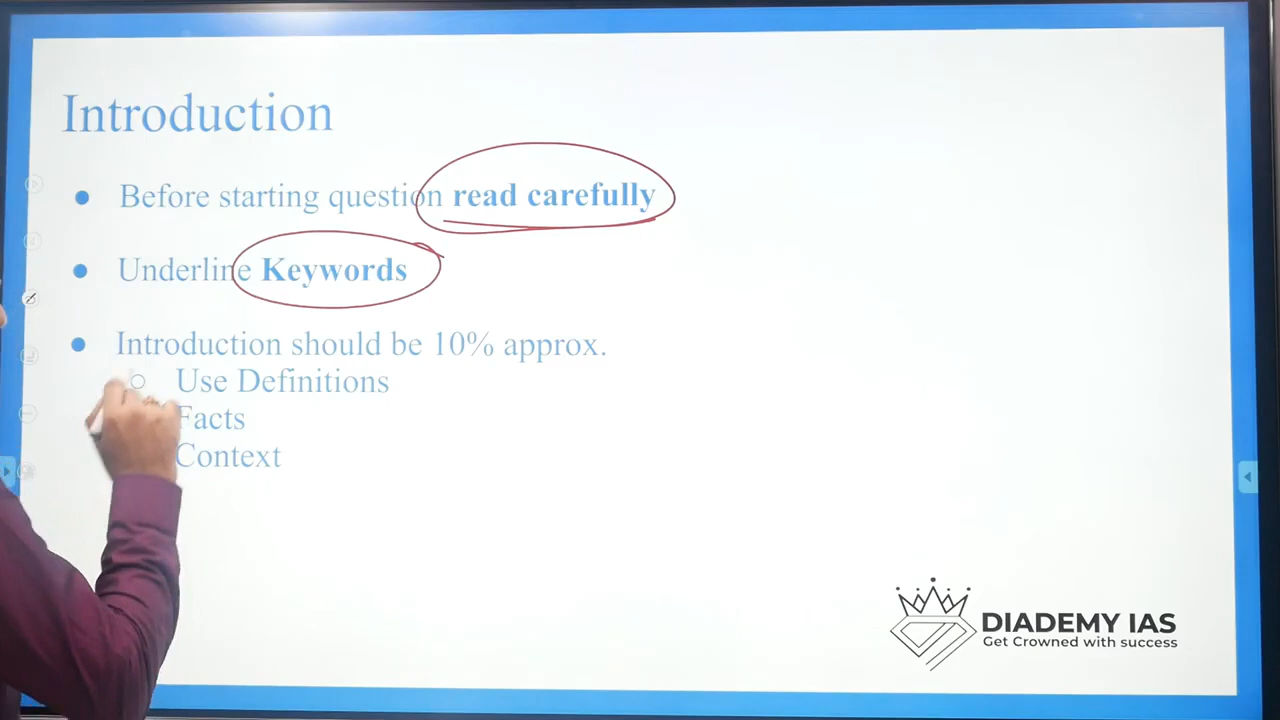 Introduction
Before starting question read carefully
Underline Keywords
Introduction should be 10% approx.
Use Definitions
Facts
Context
DIADEMY IAS
Get Crowned with success